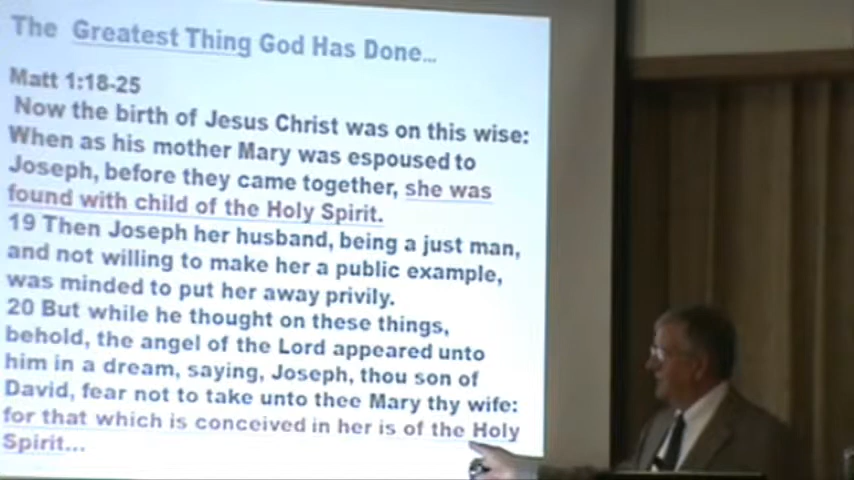 The Greatest Thing God Has Done...
Matt 1:18-25
Now the birth of Jesus Christ was on this wise:
When as his mother Mary was espoused to
Joseph, before they came together, she was
found with child of the Holy Spirit.
19 Then Joseph her husband, being a just man,
and not willing to make her a public example,
was minded to put her away privily.
20 But while he thought on these things,
behold, the angel of the Lord appeared unto
him in a dream, saying, Joseph, thou son of
David, fear not to take unto thee Mary thy wife:
for that which is conceived in her is of the Holy
Spirit...